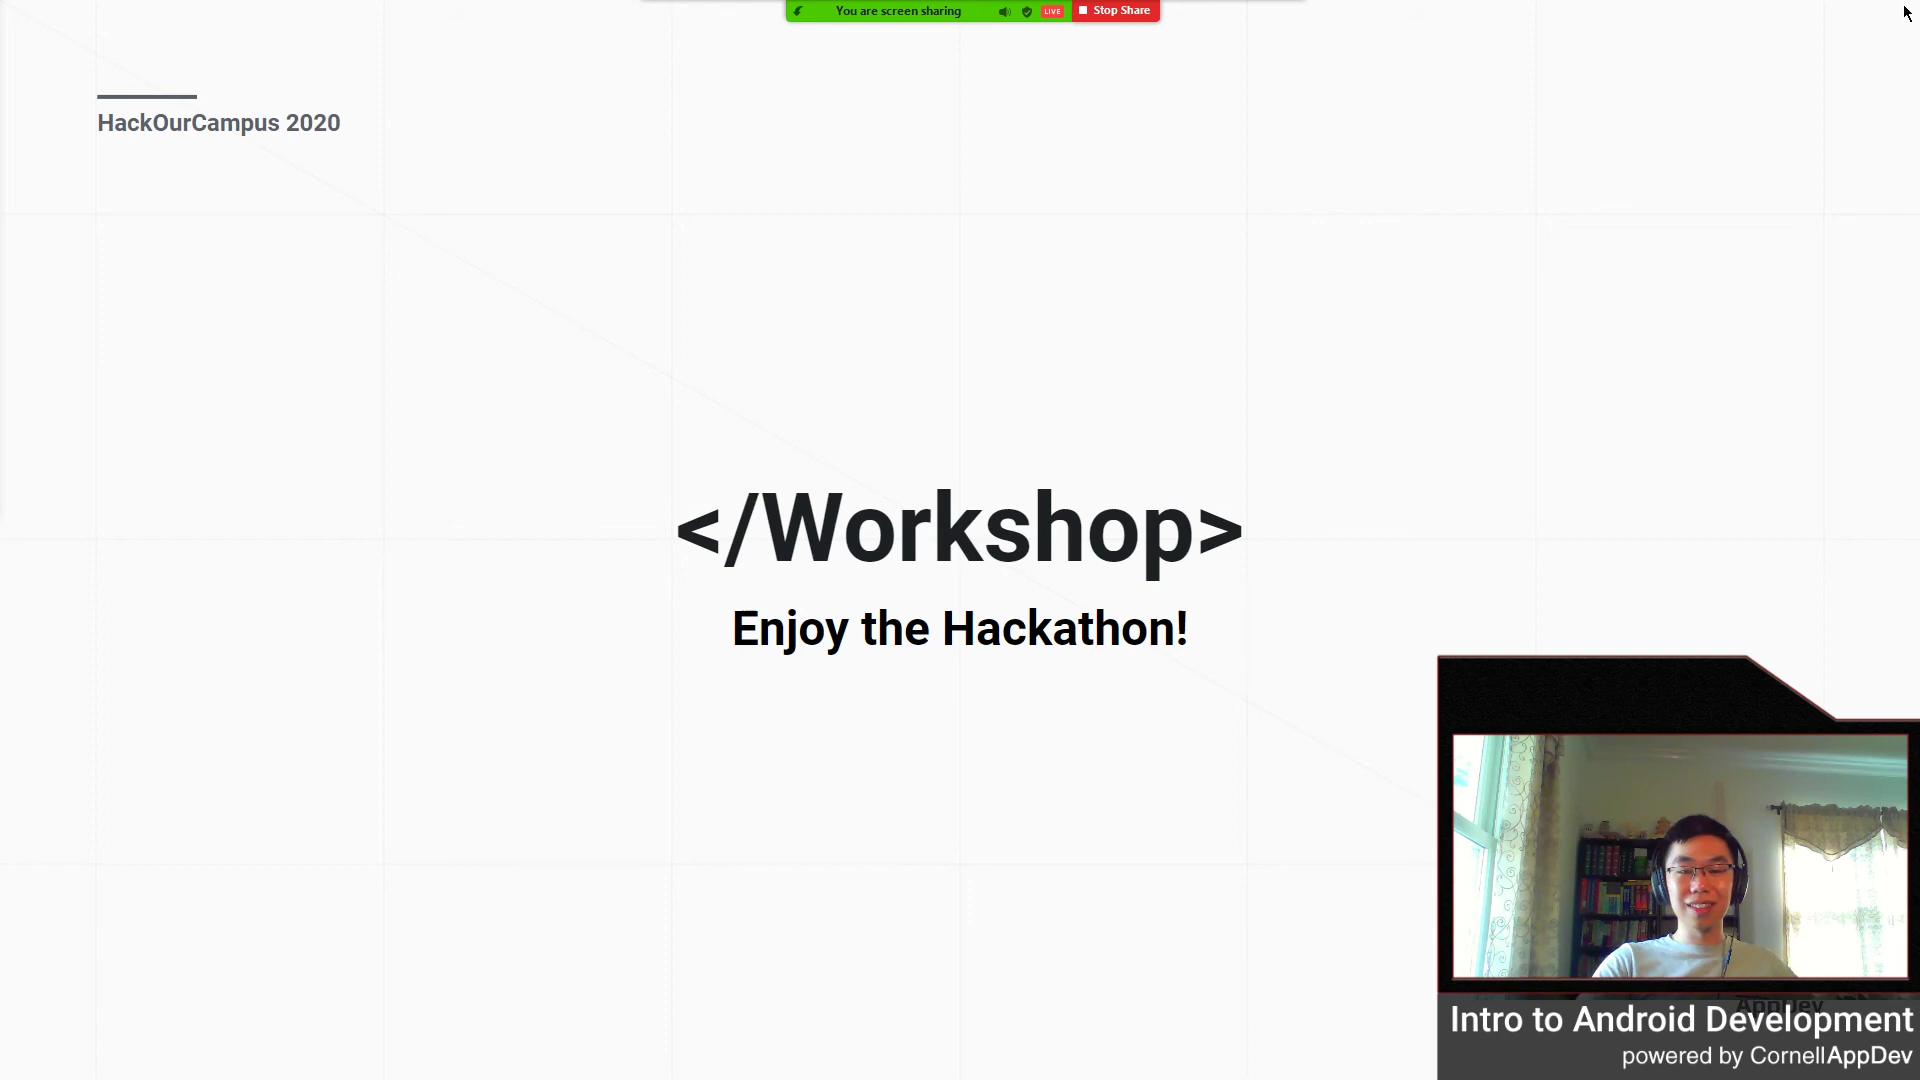 You are screen sharing
LIVE
Stop Share
HackOurCampus 2020
</Workshop>
Enjoy the Hackathon!
AppDev
Intro to Android Development
powered by CornellAppDev